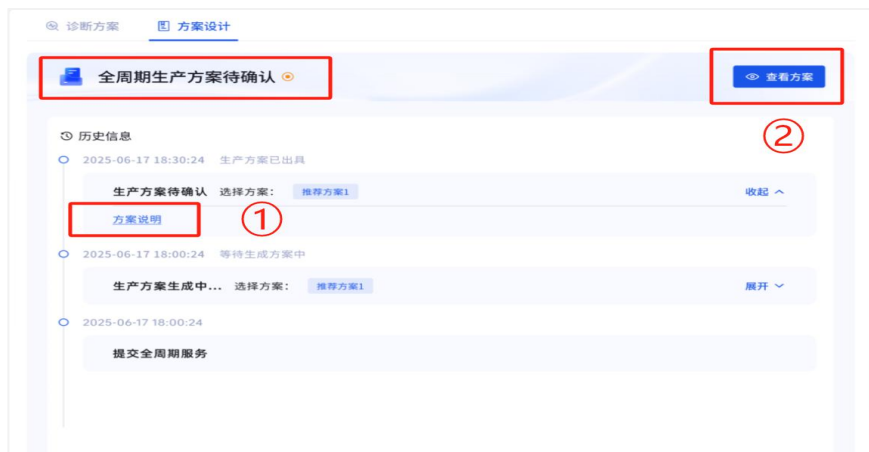 诊断方案 方案设计
全周期生产方案待确认 查看方案
②
历史信息
2025-06-17 18:30:24 生产方案已出具
生产方案待确认 选择方案： 推荐方案1 收起
方案说明 ①
2025-06-17 18:00:24 等待生成方案中
生产方案生成中... 选择方案： 推荐方案1 展开
2025-06-17 18:00:24
提交全周期服务